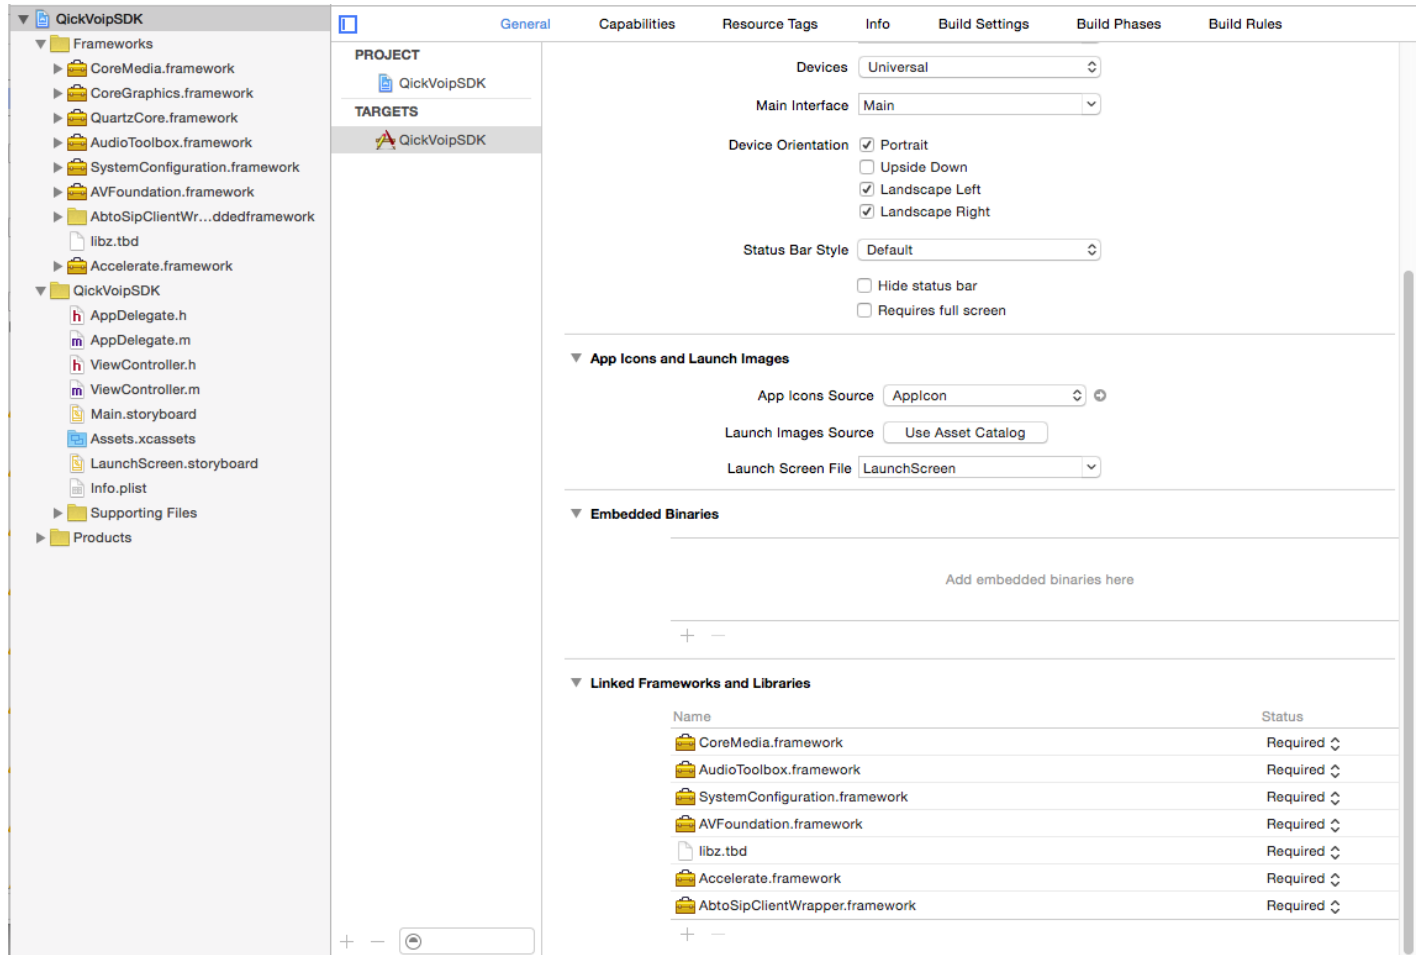 QickVoipSDK
Frameworks
CoreMedia.framework
CoreGraphics.framework
QuartzCore.framework
AudioToolbox.framework
SystemConfiguration.framework
AVFoundation.framework
AbtoSipClientWr...ddedframework
libz.tbd
Accelerate.framework
QickVoipSDK
AppDelegate.h
AppDelegate.m
ViewController.h
ViewController.m
Main.storyboard
Assets.xcassets
LaunchScreen.storyboard
Info.plist
Supporting Files
Products
General Capabilities Resource Tags Info Build Settings Build Phases Build Rules
PROJECT
QickVoipSDK
TARGETS
QickVoipSDK
Devices Universal
Main Interface Main
Device Orientation Portrait
Upside Down
Landscape Left
Landscape Right
Status Bar Style Default
Hide status bar
Requires full screen
App Icons and Launch Images
App Icons Source AppIcon
Launch Images Source Use Asset Catalog
Launch Screen File LaunchScreen
Embedded Binaries
Add embedded binaries here
Linked Frameworks and Libraries
Name Status
CoreMedia.framework Required
AudioToolbox.framework Required
SystemConfiguration.framework Required
AVFoundation.framework Required
libz.tbd Required
Accelerate.framework Required
AbtoSipClientWrapper.framework Required